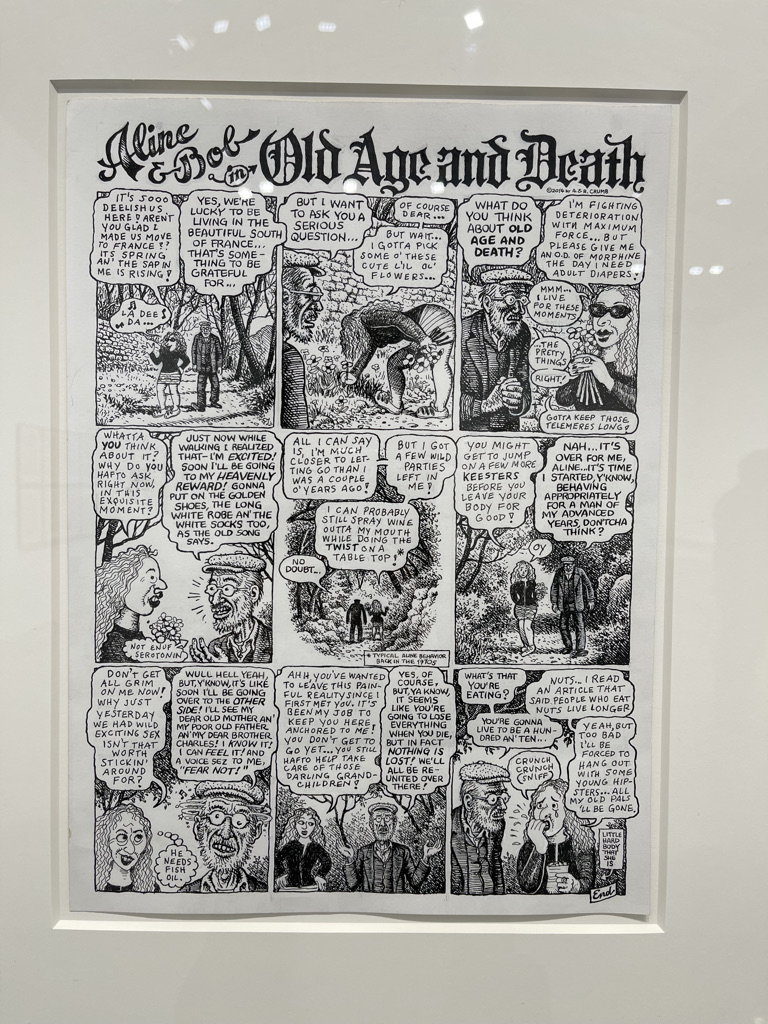 Aline
& Bob
in
Old Age and Death
©2014 by A. & R. CRUMB
IT'S SOOO
DEELISHUS
HERE! AREN'T
YOU GLAD I
MADE US MOVE
TO FRANCE?!
IT'S SPRING
AN' THE SAP IN
ME IS RISING!
YES, WE'RE
LUCKY TO BE
LIVING IN THE
BEAUTIFUL SOUTH
OF FRANCE...
THAT'S SOME-
THING TO BE
GRATEFUL
FOR...
LA DEE
DA...
BUT I WANT
TO ASK YOU A
SERIOUS
QUESTION...
OF COURSE
DEAR...
BUT WAIT...
I GOTTA PICK
SOME O' THESE
CUTE L'IL OL'
FLOWERS...
WHAT DO
YOU THINK
ABOUT OLD
AGE AND
DEATH?
I'M FIGHTING
DETERIORATION
WITH MAXIMUM
FORCE... BUT
PLEASE GIVE ME
AN O.D. OF MORPHINE
THE DAY I NEED
ADULT DIAPERS!
MMM...
I LIVE
FOR THESE
MOMENTS
...THE
PRETTY
THINGS
RIGHT!
GOTTA KEEP THOSE
TELEMERES LONG!
WHATTA
YOU THINK
ABOUT IT?
WHY DO YOU
HAFTO ASK,
RIGHT NOW
IN THIS
EXQUISITE
MOMENT?
JUST NOW WHILE
WALKING I REALIZED
THAT—I'M EXCITED!
SOON I'LL BE GOING
TO MY HEAVENLY
REWARD! GONNA
PUT ON THE GOLDEN
SHOES, THE LONG
WHITE ROBE AN' THE
WHITE SOCKS TOO,
AS THE OLD SONG
SAYS.
NOT ENUF
SEROTONIN
ALL I CAN SAY
IS, I'M MUCH
CLOSER TO LET-
TING GO THAN I
WAS A COUPLE
O' YEARS AGO!
BUT I GOT
A FEW WILD
PARTIES
LEFT IN
ME!
I CAN PROBABLY
STILL SPRAY WINE
OUTTA MY MOUTH
WHILE DOING THE
TWIST ON A
TABLE TOP!*
NO
DOUBT...
* TYPICAL ALINE BEHAVIOR
BACK IN THE 1970S
YOU MIGHT
GET TO JUMP
ON A FEW MORE
KEESTERS
BEFORE YOU
LEAVE YOUR
BODY FOR
GOOD!
NAH... IT'S
OVER FOR ME,
ALINE...IT'S TIME
I STARTED, Y'KNOW,
BEHAVING
APPROPRIATELY
FOR A MAN OF
MY ADVANCED
YEARS, DON'TCHA
THINK?
OY
DON'T GET
ALL GRIM
ON ME NOW!
WHY JUST
YESTERDAY
WE HAD WILD
EXCITING SEX
ISN'T THAT
WORTH
STICKIN'
AROUND
FOR?
WULL HELL YEAH,
BUT, Y'KNOW, IT'S LIKE
SOON I'LL BE GOING
OVER TO THE OTHER
SIDE! I'LL SEE MY
DEAR OLD MOTHER AN'
MY POOR OLD FATHER
AN' MY DEAR BROTHER
CHARLES! I KNOW IT!
I CAN FEEL IT! AND
A VOICE SEZ TO ME,
"FEAR NOT!"
HE
NEEDS
FISH
OIL.
AHH, YOU'VE WANTED
TO LEAVE THIS PAIN-
FUL REALITY SINCE I
FIRST MET YOU. IT'S
BEEN MY JOB TO
KEEP YOU HERE,
ANCHORED TO ME!
YOU DON'T GET TO
GO YET... YOU STILL
HAFTO HELP TAKE
CARE OF THOSE
DARLING GRAND-
CHILDREN!
YES, OF
COURSE,
BUT, YA KNOW,
IT SEEMS
LIKE YOU'RE
GOING TO LOSE
EVERYTHING
WHEN YOU DIE,
BUT IN FACT
NOTHING IS
LOST! WE'LL
ALL BE RE-
UNITED OVER
THERE!
WHAT'S THAT
YOU'RE
EATING?
NUTS... I READ
AN ARTICLE THAT
SAID PEOPLE WHO EAT
NUTS LIVE LONGER
YOU'RE GONNA
LIVE TO BE A HUN-
DRED AN' TEN...
YEAH, BUT
TOO BAD
I'LL BE
FORCED TO
HANG OUT
WITH SOME
YOUNG HIP-
STERS... ALL
MY OLD PALS
'LL BE GONE.
CRUNCH
CRUNCH
SNIFF
LITTLE
HARD
BODY
THAT
SHE
IS
End